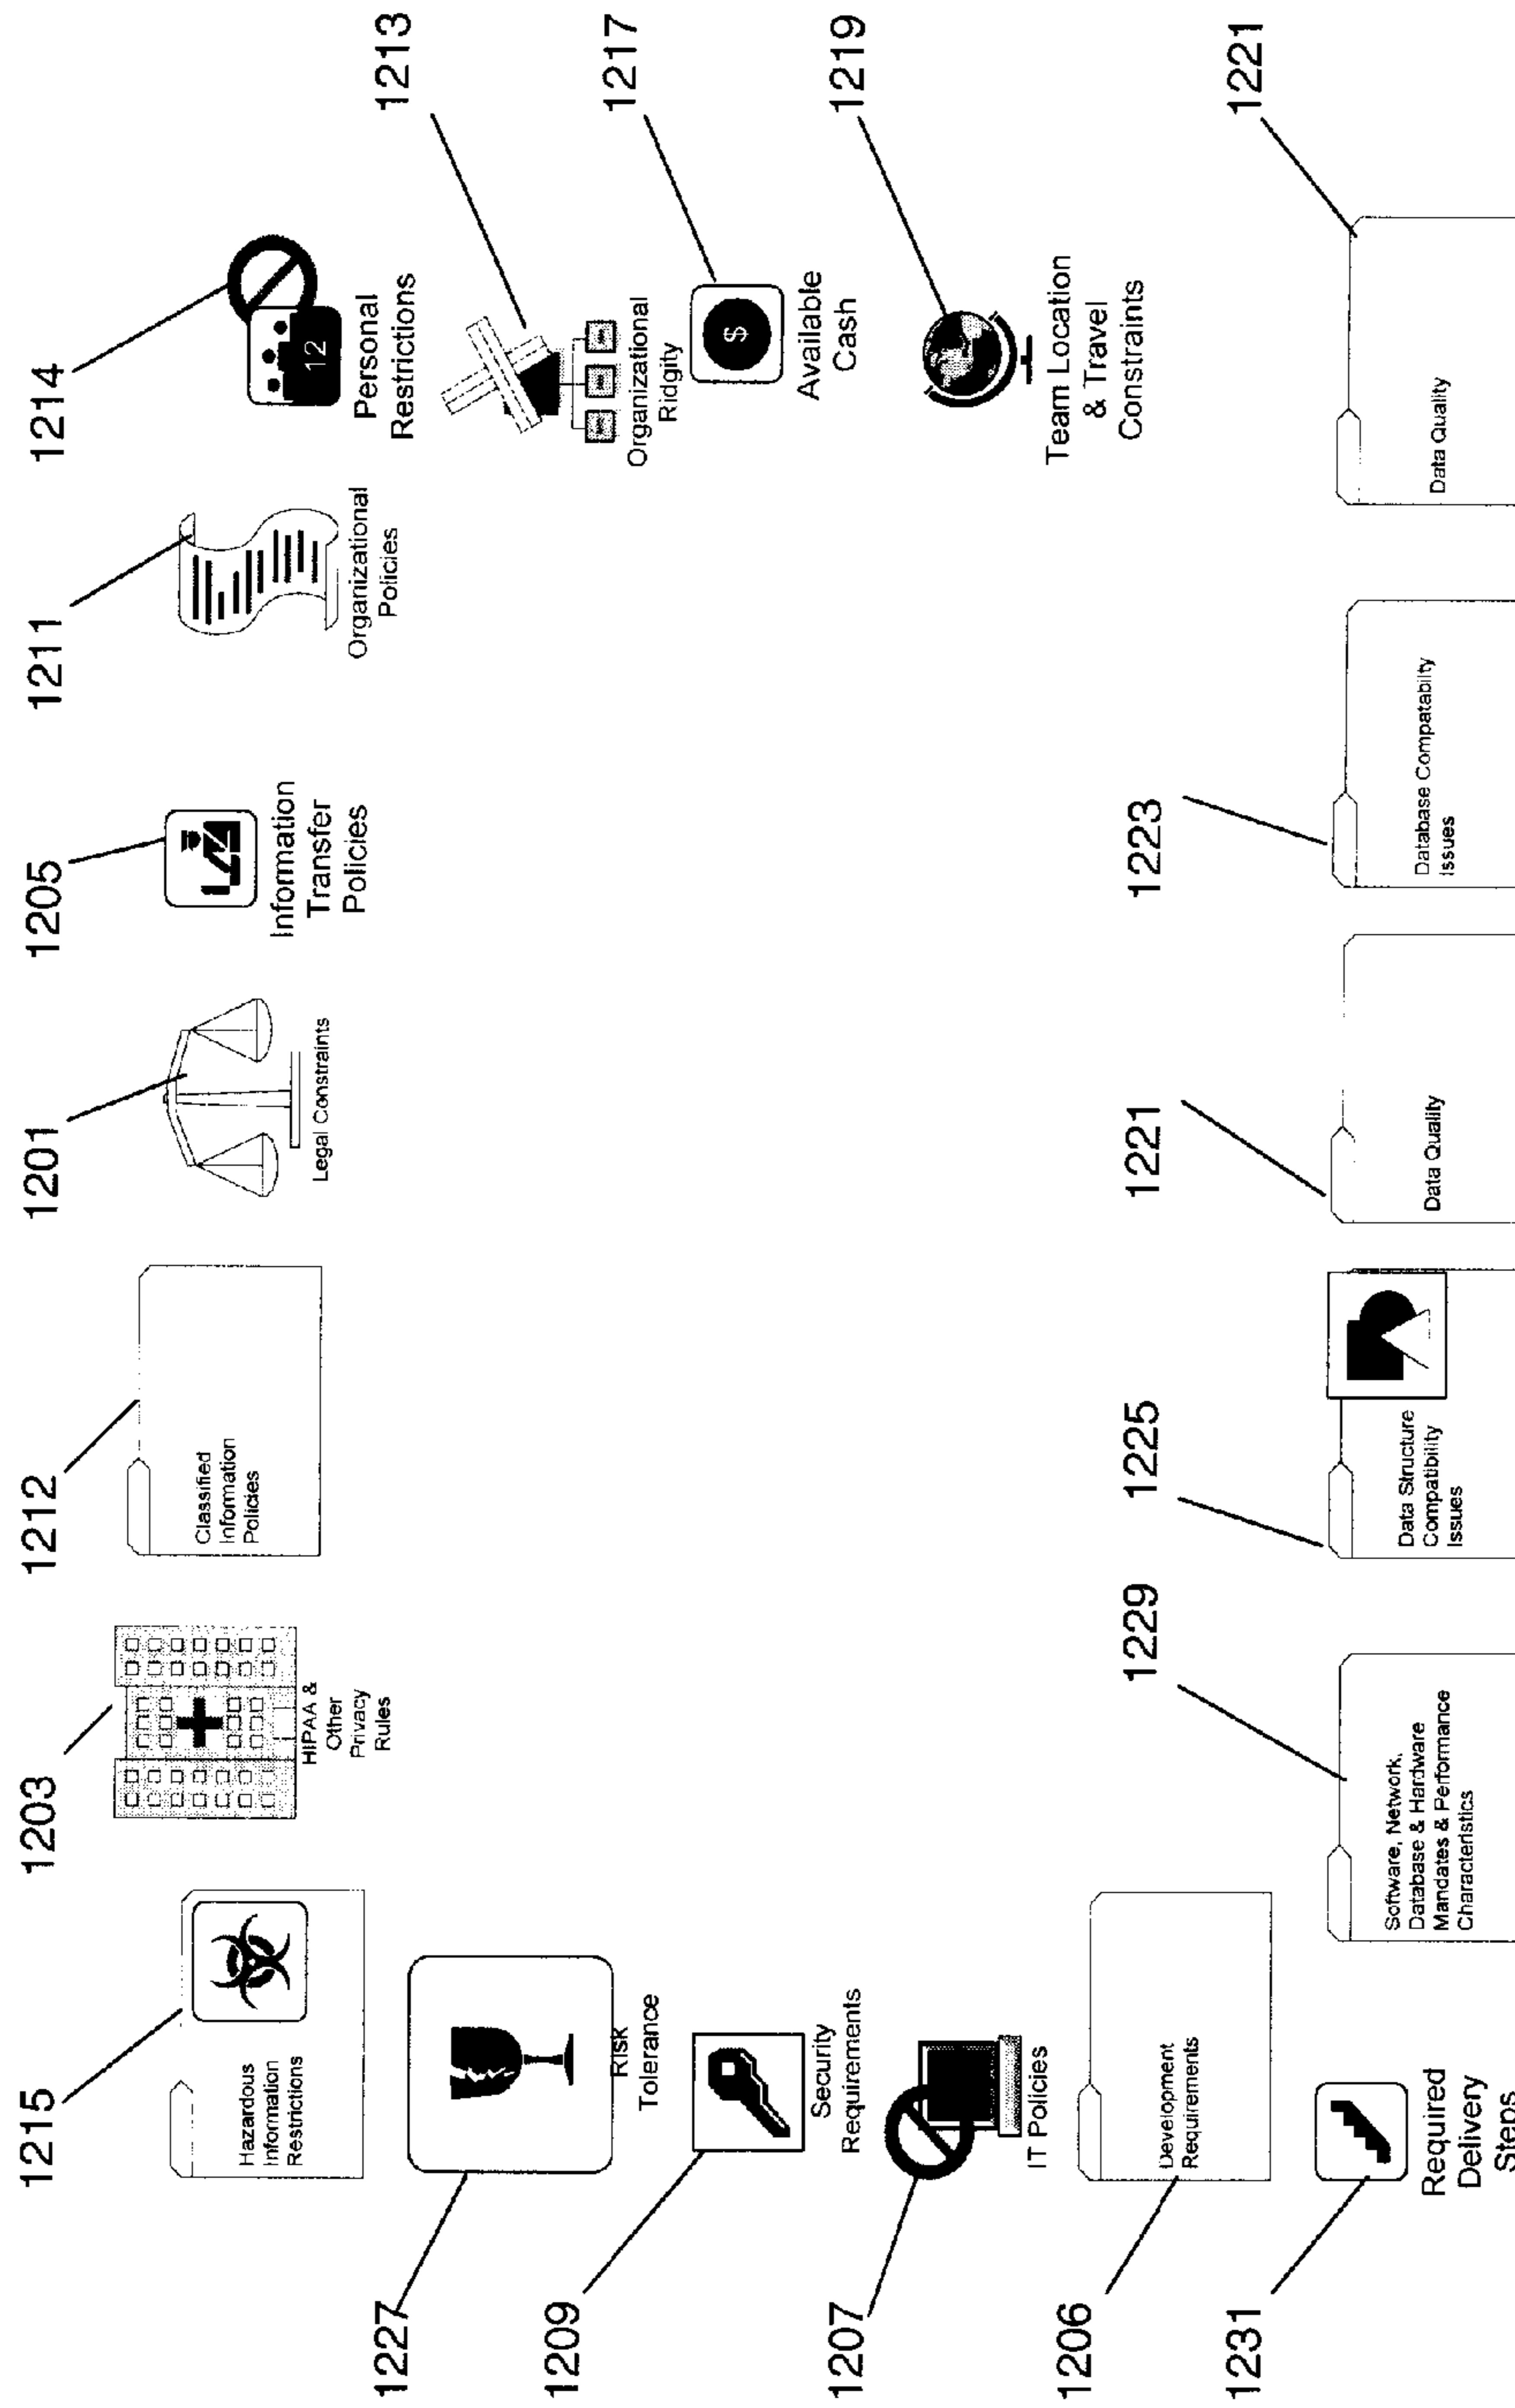 1215
1203
1212
1201
1205
1211
1214
Hazardous
Information
Restrictions
HIPAA &
Other
Privacy
Rules
Classified
Information
Policies
Legal Constraints
Information
Transfer
Policies
Organizational
Policies
12
Personal
Restrictions
1213
1227
Risk
Tolerance
Organizational
Ridgity
1217
1209
Security
Requirements
$
Available
Cash
1219
1207
IT Policies
Team Location
& Travel
Constraints
1206
Development
Requirements
1229
1225
1221
1223
1221
1231
Required
Delivery
Steps
Software, Network,
Database & Hardware
Mandates & Performance
Characteristics
Data Structure
Compatibility
Issues
Data Quality
Database Compatabilty
Issues
Data Quality